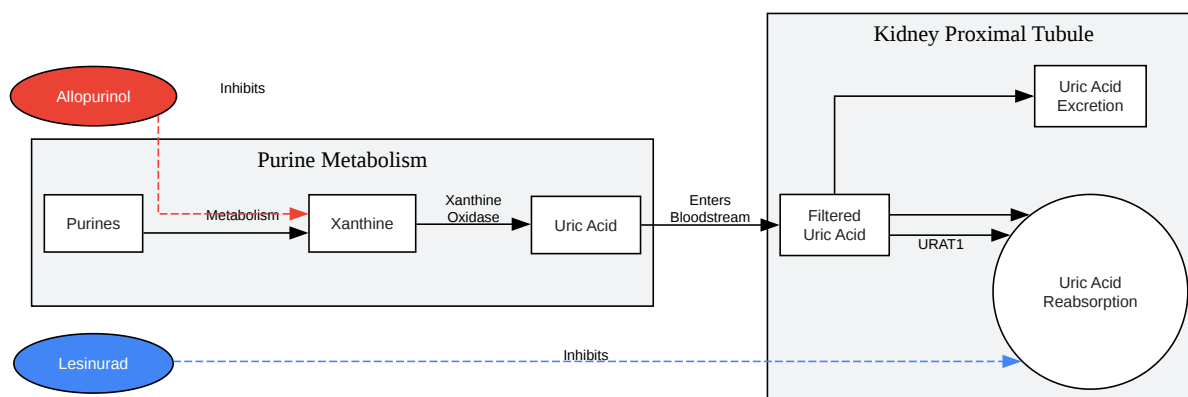 Kidney Proximal Tubule
Allopurinol
Inhibits
Uric Acid
Excretion
Purine Metabolism
Purines
Metabolism
Xanthine
Xanthine
Oxidase
Uric Acid
Enters
Bloodstream
Filtered
Uric Acid
URAT1
Uric Acid
Reabsorption
Lesinurad
Inhibits